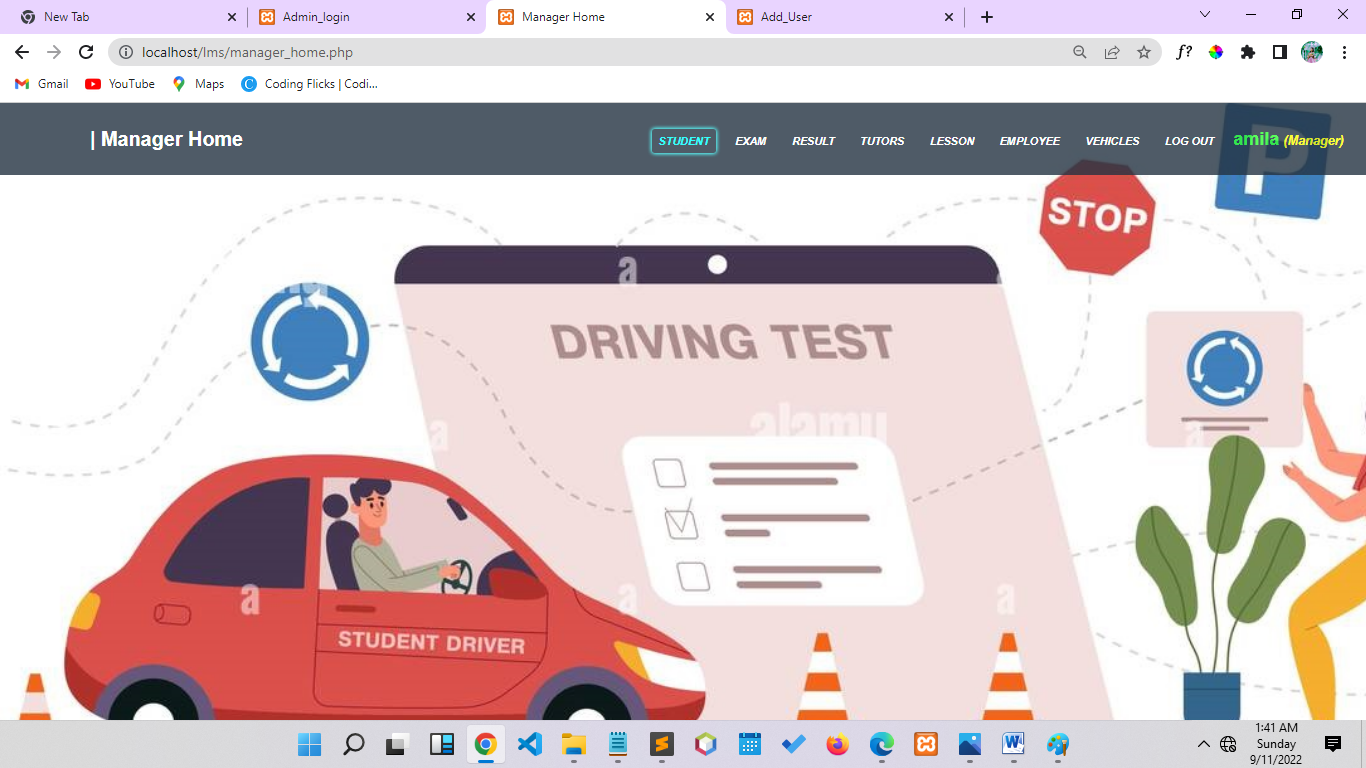 New Tab
Admin_login
Manager Home
Add_User
localhost/lms/manager_home.php
f?
Gmail
YouTube
Maps
Coding Flicks | Codi...
| Manager Home
STUDENT
EXAM
RESULT
TUTORS
LESSON
EMPLOYEE
VEHICLES
LOG OUT
amila (Manager)
P
STOP
a
DRIVING TEST
a
alamy
a
a
a
a
STUDENT DRIVER
1:41 AM
Sunday
9/11/2022